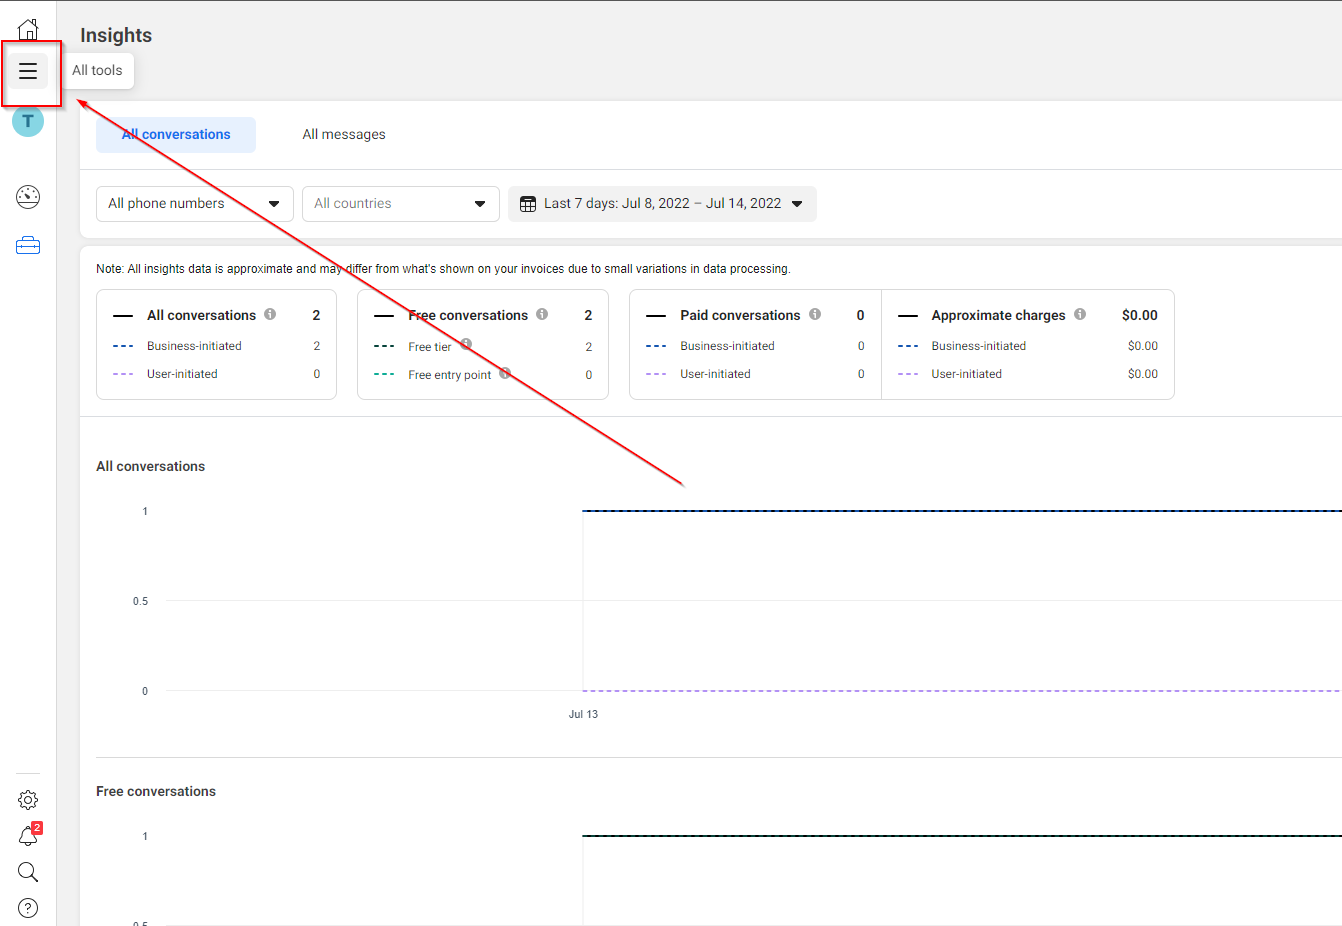 Insights
All tools
T
All conversations
All messages
All phone numbers
All countries
Last 7 days: Jul 8, 2022 – Jul 14, 2022
Note: All insights data is approximate and may differ from what's shown on your invoices due to small variations in data processing.
All conversations 2
Business-initiated 2
User-initiated 0
Free conversations 2
Free tier 2
Free entry point 0
Paid conversations 0
Business-initiated 0
User-initiated 0
Approximate charges $0.00
Business-initiated $0.00
User-initiated $0.00
All conversations
1
0.5
0
Jul 13
Free conversations
1
0.5
2